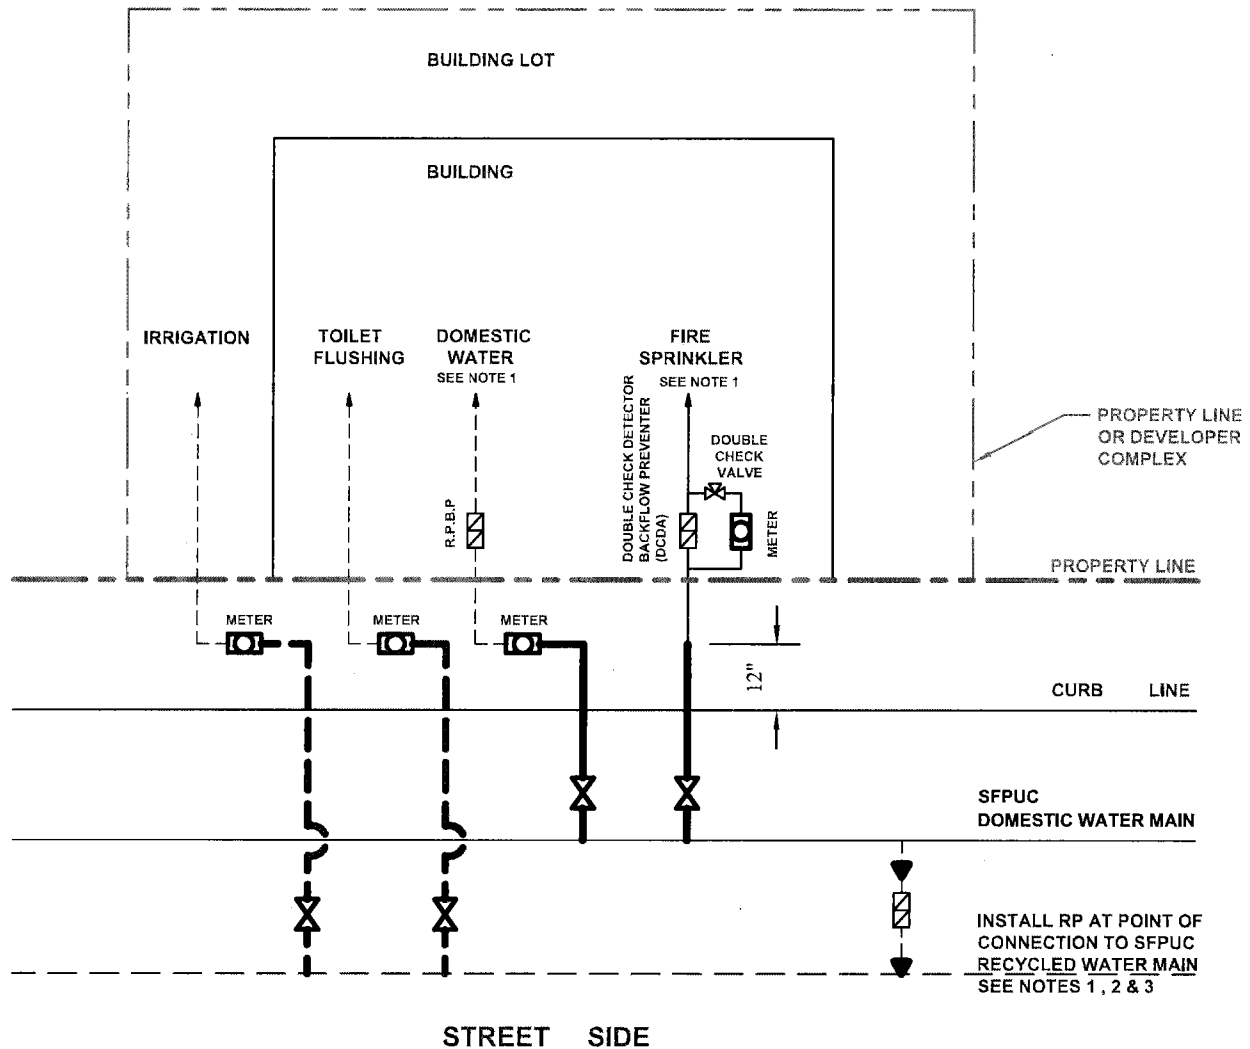 BUILDING LOT
BUILDING
IRRIGATION
TOILET
FLUSHING
DOMESTIC
WATER
SEE NOTE 1
FIRE
SPRINKLER
SEE NOTE 1
PROPERTY LINE
OR DEVELOPER
COMPLEX
R.P.B.P
DOUBLE CHECK DETECTOR
BACKFLOW PREVENTER
(DCDA)
DOUBLE
CHECK
VALVE
METER
PROPERTY LINE
METER
METER
METER
12"
CURB LINE
SFPUC
DOMESTIC WATER MAIN
INSTALL RP AT POINT OF
CONNECTION TO SFPUC
RECYCLED WATER MAIN
SEE NOTES 1 , 2 & 3
STREET SIDE